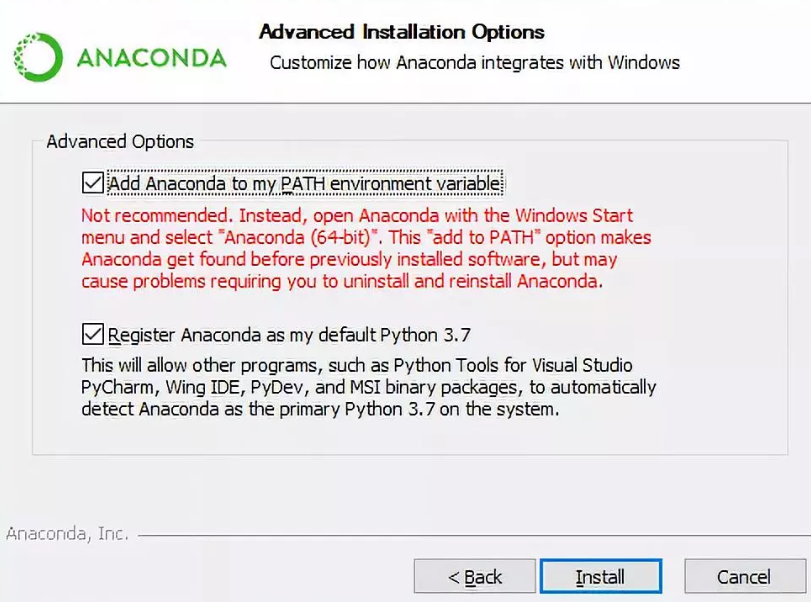 Advanced Installation Options
ANACONDA
Customize how Anaconda integrates with Windows
Advanced Options
Add Anaconda to my PATH environment variable
Not recommended. Instead, open Anaconda with the Windows Start
menu and select "Anaconda (64-bit)". This "add to PATH" option makes
Anaconda get found before previously installed software, but may
cause problems requiring you to uninstall and reinstall Anaconda.
Register Anaconda as my default Python 3.7
This will allow other programs, such as Python Tools for Visual Studio
PyCharm, Wing IDE, PyDev, and MSI binary packages, to automatically
detect Anaconda as the primary Python 3.7 on the system.
Anaconda, Inc.
< Back
Install
Cancel